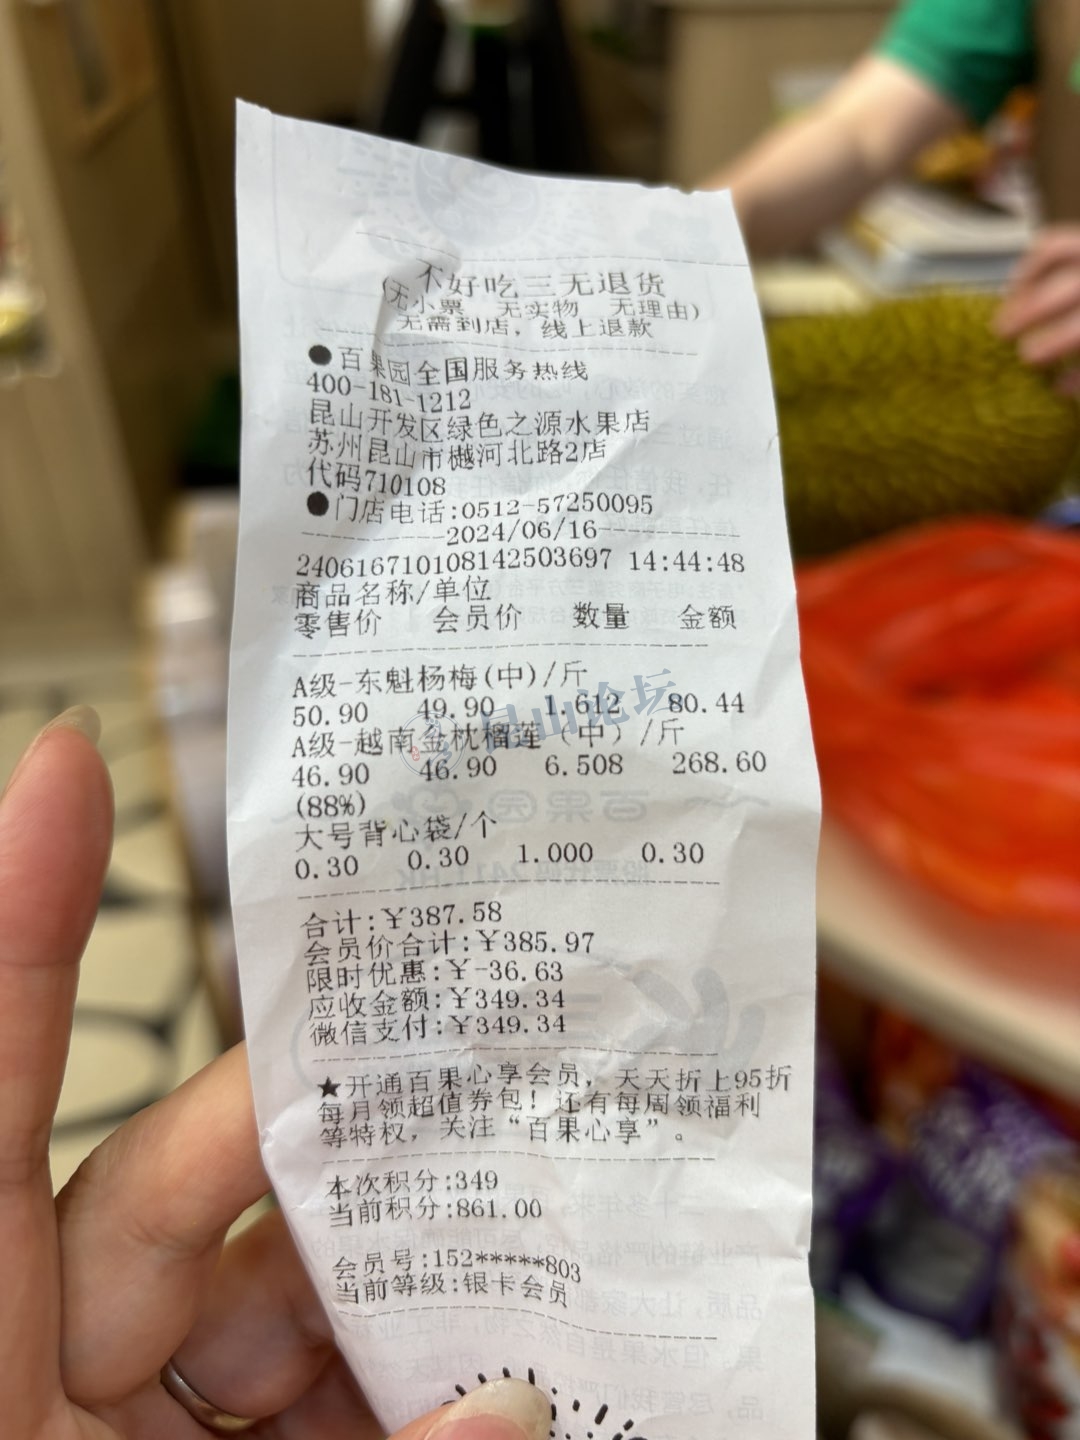 不好吃三无退货
(无小票 无实物 无理由)
无需到店，线上退款
●百果园全国服务热线
400-181-1212
昆山开发区绿色之源水果店
苏州昆山市樾河北路2店
代码710108
●门店电话:0512-57250095
2024/06/16
240616710108142503697 14:44:48
商品名称/单位
零售价 会员价 数量 金额
A级-东魁杨梅(中)/斤
50.90 49.90 1.612 80.44
A级-越南金枕榴莲（中）/斤
46.90 46.90 6.508 268.60
(88%)
大号背心袋/个
0.30 0.30 1.000 0.30
合计:¥387.58
会员价合计:¥385.97
限时优惠:¥-36.63
应收金额:¥349.34
微信支付:¥349.34
★开通百果心享会员，天天折上95折
每月领超值券包！还有每周领福利
等特权，关注“百果心享”。
本次积分:349
当前积分:861.00
会员号:152*****803
当前等级:银卡会员
昆山论坛